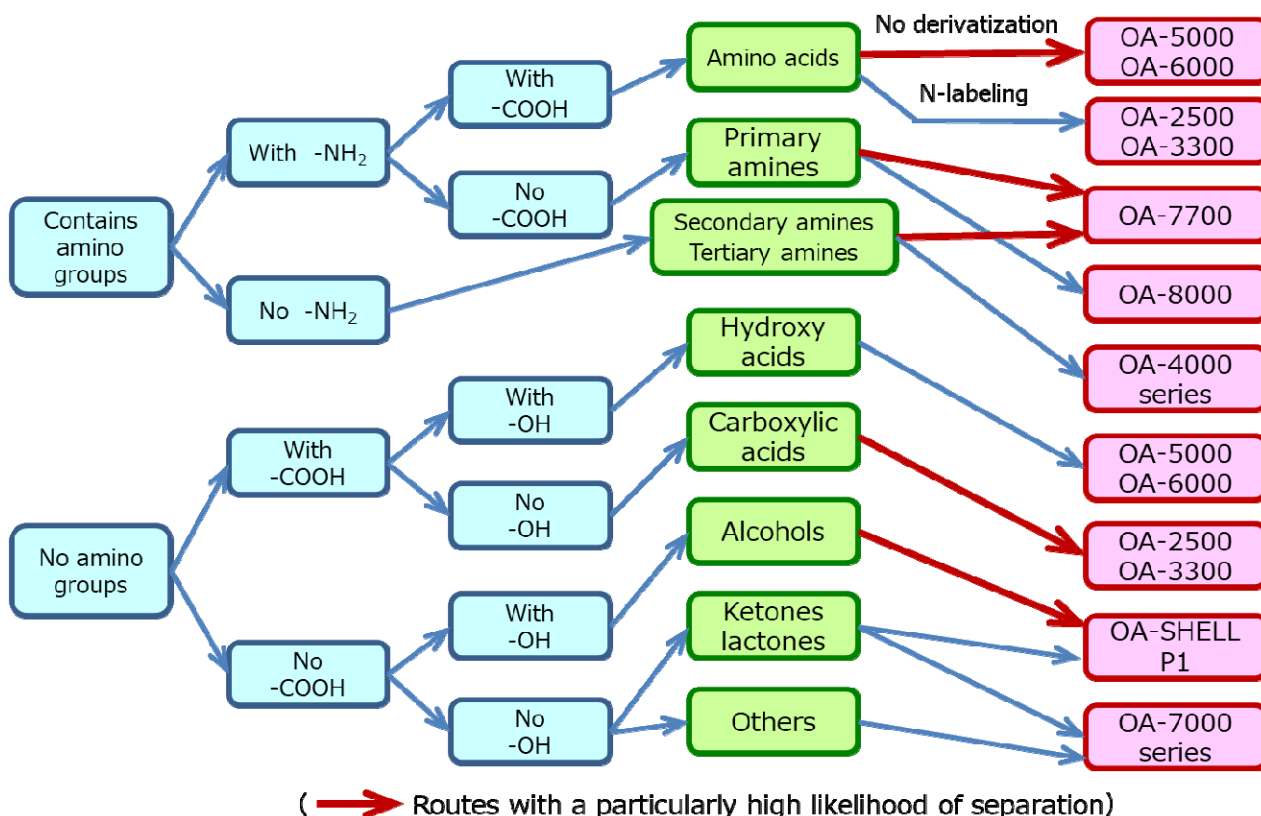 Contains
amino
groups
With -NH₂
No -NH₂
With
-COOH
No
-COOH
Amino acids
Primary
amines
Secondary amines
Tertiary amines
No derivatization
N-labeling
OA-5000
OA-6000
OA-2500
OA-3300
OA-7700
OA-8000
OA-4000
series
No amino
groups
With
-COOH
No
-COOH
With
-OH
No
-OH
With
-OH
No
-OH
Hydroxy
acids
Carboxylic
acids
Alcohols
Ketones
lactones
Others
OA-5000
OA-6000
OA-2500
OA-3300
OA-SHELL
P1
OA-7000
series
( Routes with a particularly high likelihood of separation)